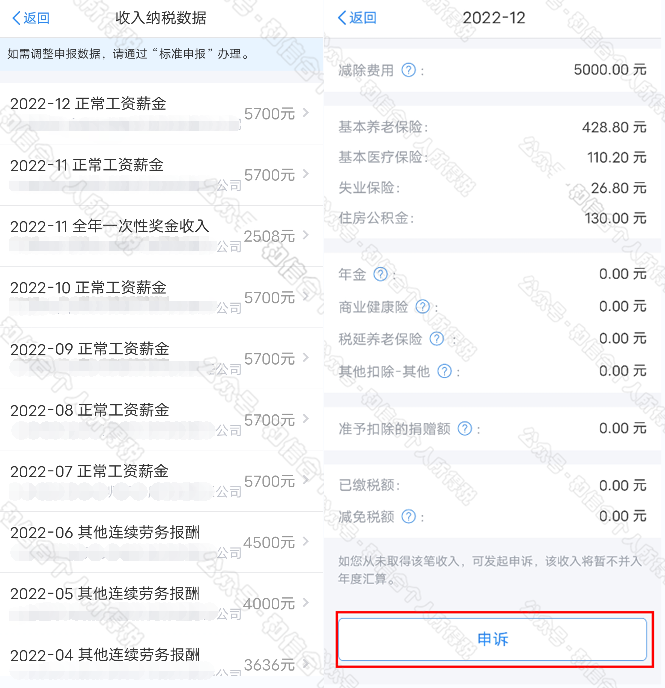 返回
收入纳税数据
如需调整申报数据，请通过“标准申报”办理。
2022-12 正常工资薪金
5700元
2022-11 正常工资薪金
公司
5700元
2022-11 全年一次性奖金收入
公司
2508元
2022-10 正常工资薪金
公司
5700元
2022-09 正常工资薪金
公司
5700元
2022-08 正常工资薪金
公司
5700元
2022-07 正常工资薪金
公司
5700元
2022-06 其他连续劳务报酬
公司
4500元
2022-05 其他连续劳务报酬
公司
4000元
2022-04 其他连续劳务报酬
公司
3636元
返回
2022-12
减除费用 ?： 5000.00 元
基本养老保险： 428.80 元
基本医疗保险： 110.20 元
失业保险： 26.80 元
住房公积金： 130.00 元
年金 ?： 0.00 元
商业健康险 ?： 0.00 元
税延养老保险 ?： 0.00 元
其他扣除-其他 ?： 0.00 元
准予扣除的捐赠额 ?： 0.00 元
已缴税额： 0.00 元
减免税额 ?： 0.00 元
如您从未取得该笔收入，可发起申诉，该收入将暂不并入
年度汇算。
申诉